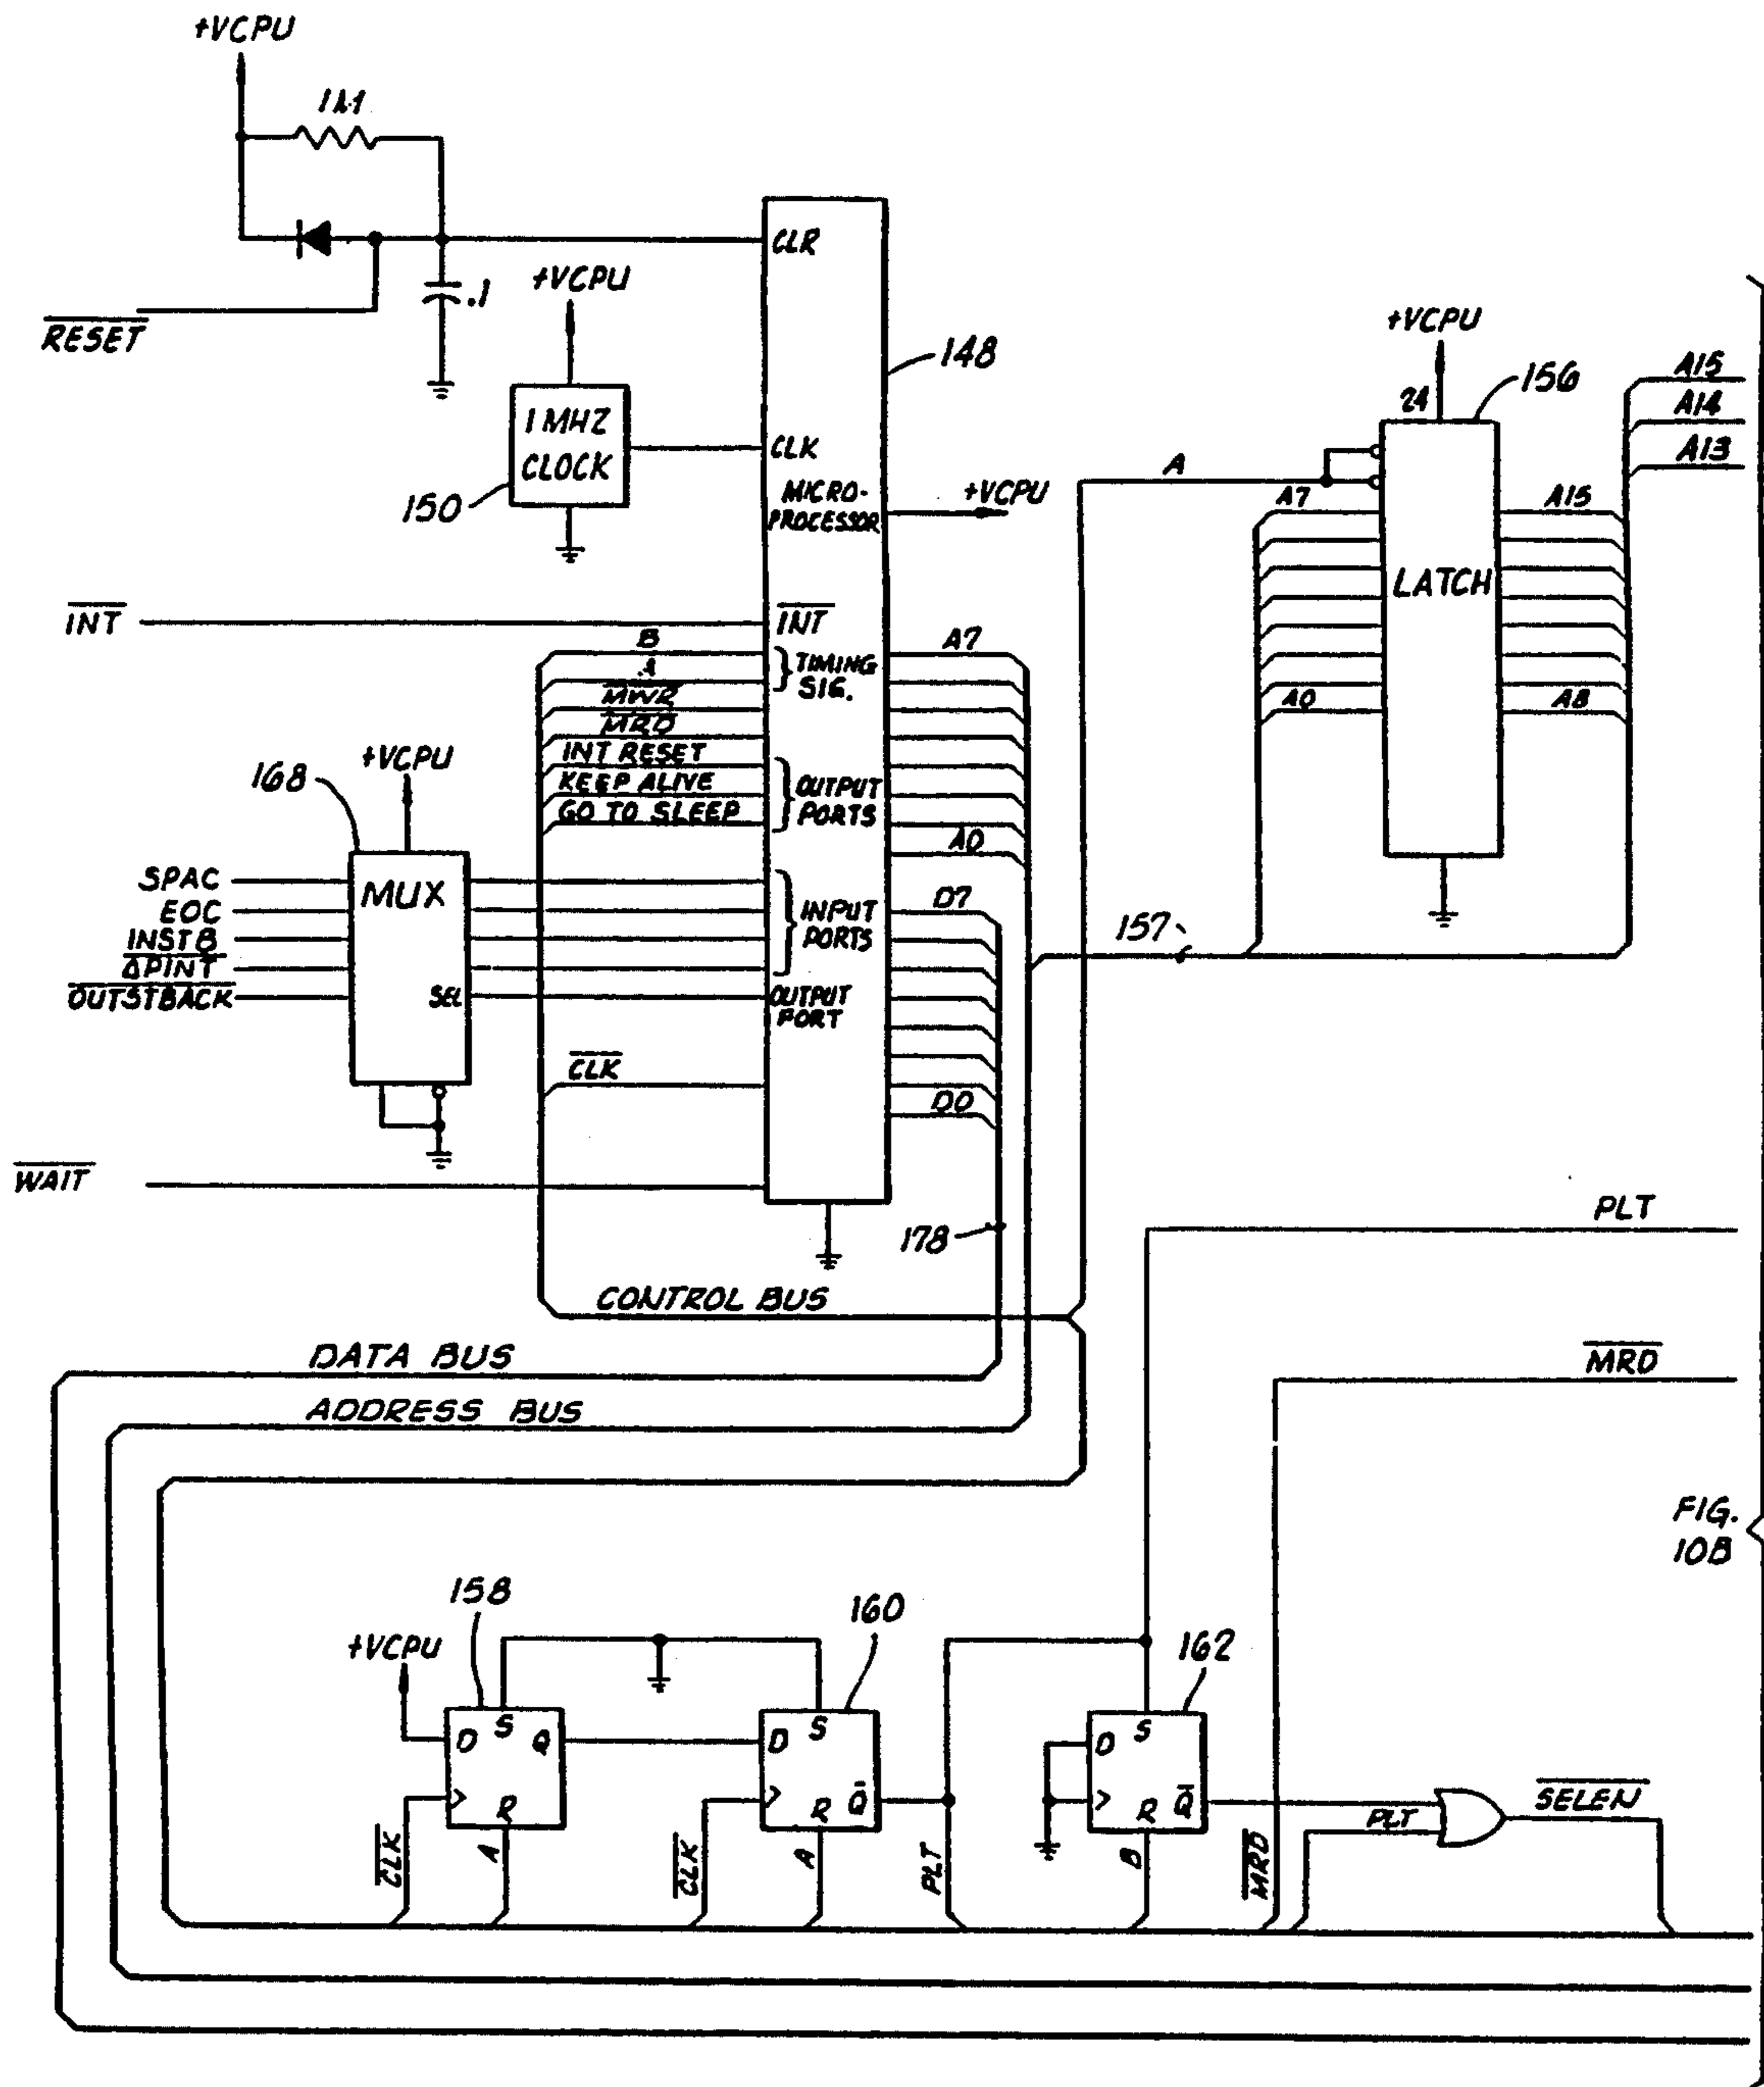 +VCPU
1M
CLR
.1
RESET
+VCPU
148
1 MHZ
CLOCK
150
CLK
MICRO-
PROCESSOR
+VCPU
+VCPU
24
156
A15
A14
A13
A
A7
A15
LATCH
A0
A8
157
INT
INT
B
A
TIMING
SIG.
MWR
MRD
INT RESET
KEEP ALIVE
GO TO SLEEP
OUTPUT
PORTS
A7
A0
168
+VCPU
MUX
SPAC
EOC
INSTB
ΔPINT
OUTSTBACK
SEL
INPUT
PORTS
OUTPUT
PORT
D7
D0
CLK
WAIT
178
CONTROL BUS
DATA BUS
ADDRESS BUS
PLT
MRD
FIG.
10B
158
160
162
+VCPU
D S Q
R
D S
R Q
D S
R Q
CLK
A
CLK
A
PLT
B
MRD
PLT
SELEN